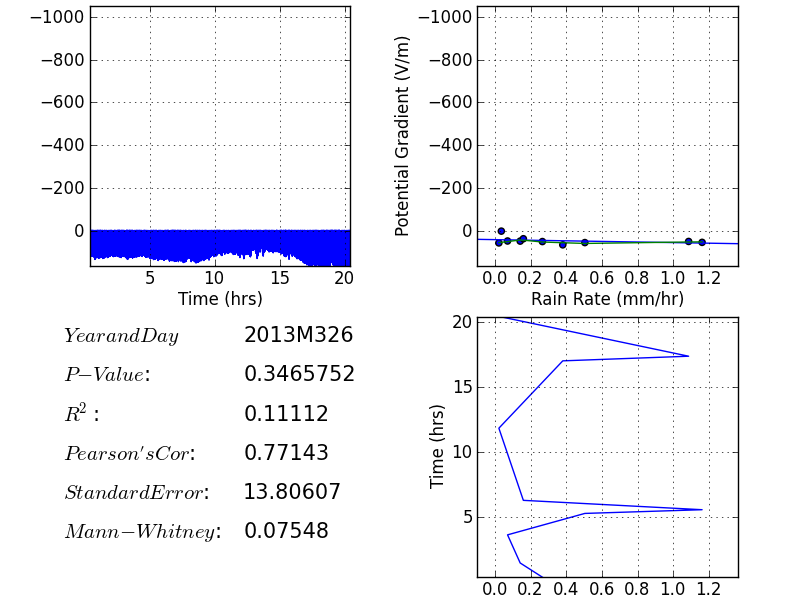 −1000
−800
−600
−400
−200
0
5 10 15 20
Time (hrs)
Potential Gradient (V/m)
−1000
−800
−600
−400
−200
0
0.0 0.2 0.4 0.6 0.8 1.0 1.2
Rain Rate (mm/hr)
YearandDay 2013M326
P−Value: 0.3465752
R²: 0.11112
Pearson'sCor: 0.77143
StandardError: 13.80607
Mann−Whitney: 0.07548
Time (hrs)
20
15
10
5
0.0 0.2 0.4 0.6 0.8 1.0 1.2